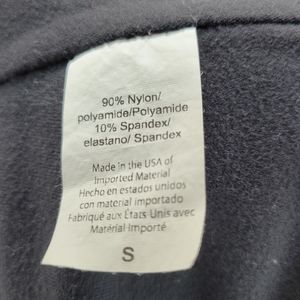 90% Nylon/
polyamide/Polyamide
10% Spandex/
elastano/ Spandex
Made in the USA of
Imported Material
Hecho en estados unidos
con material importado
Fabriqué aux États Unis avec
Matérial Importé
S